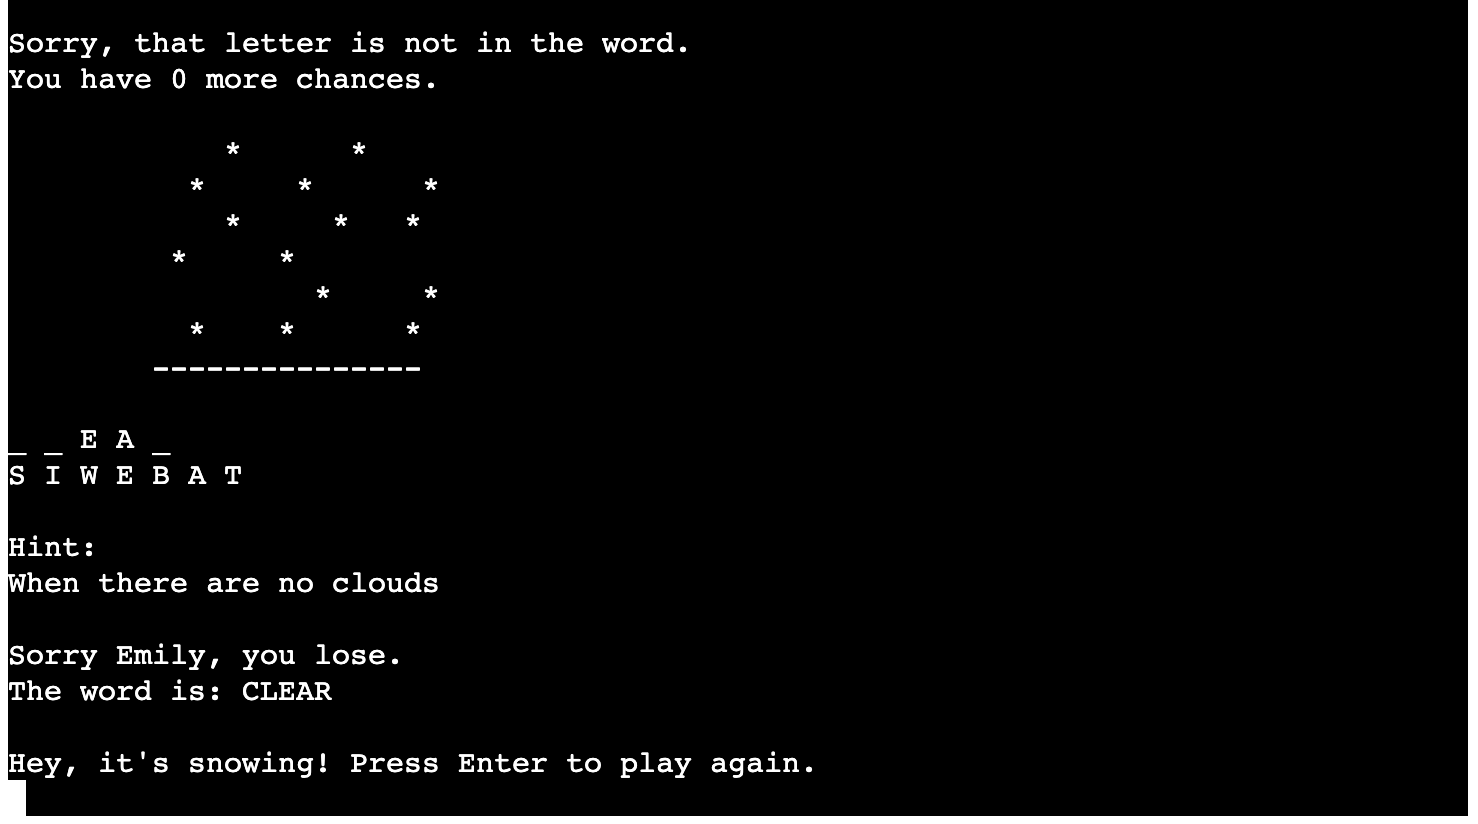 Sorry, that letter is not in the word.
You have 0 more chances.
* *
* * *
* * *
* *
* *
* * *
---------------
_ _ E A _
S I W E B A T
Hint:
When there are no clouds
Sorry Emily, you lose.
The word is: CLEAR
Hey, it's snowing! Press Enter to play again.